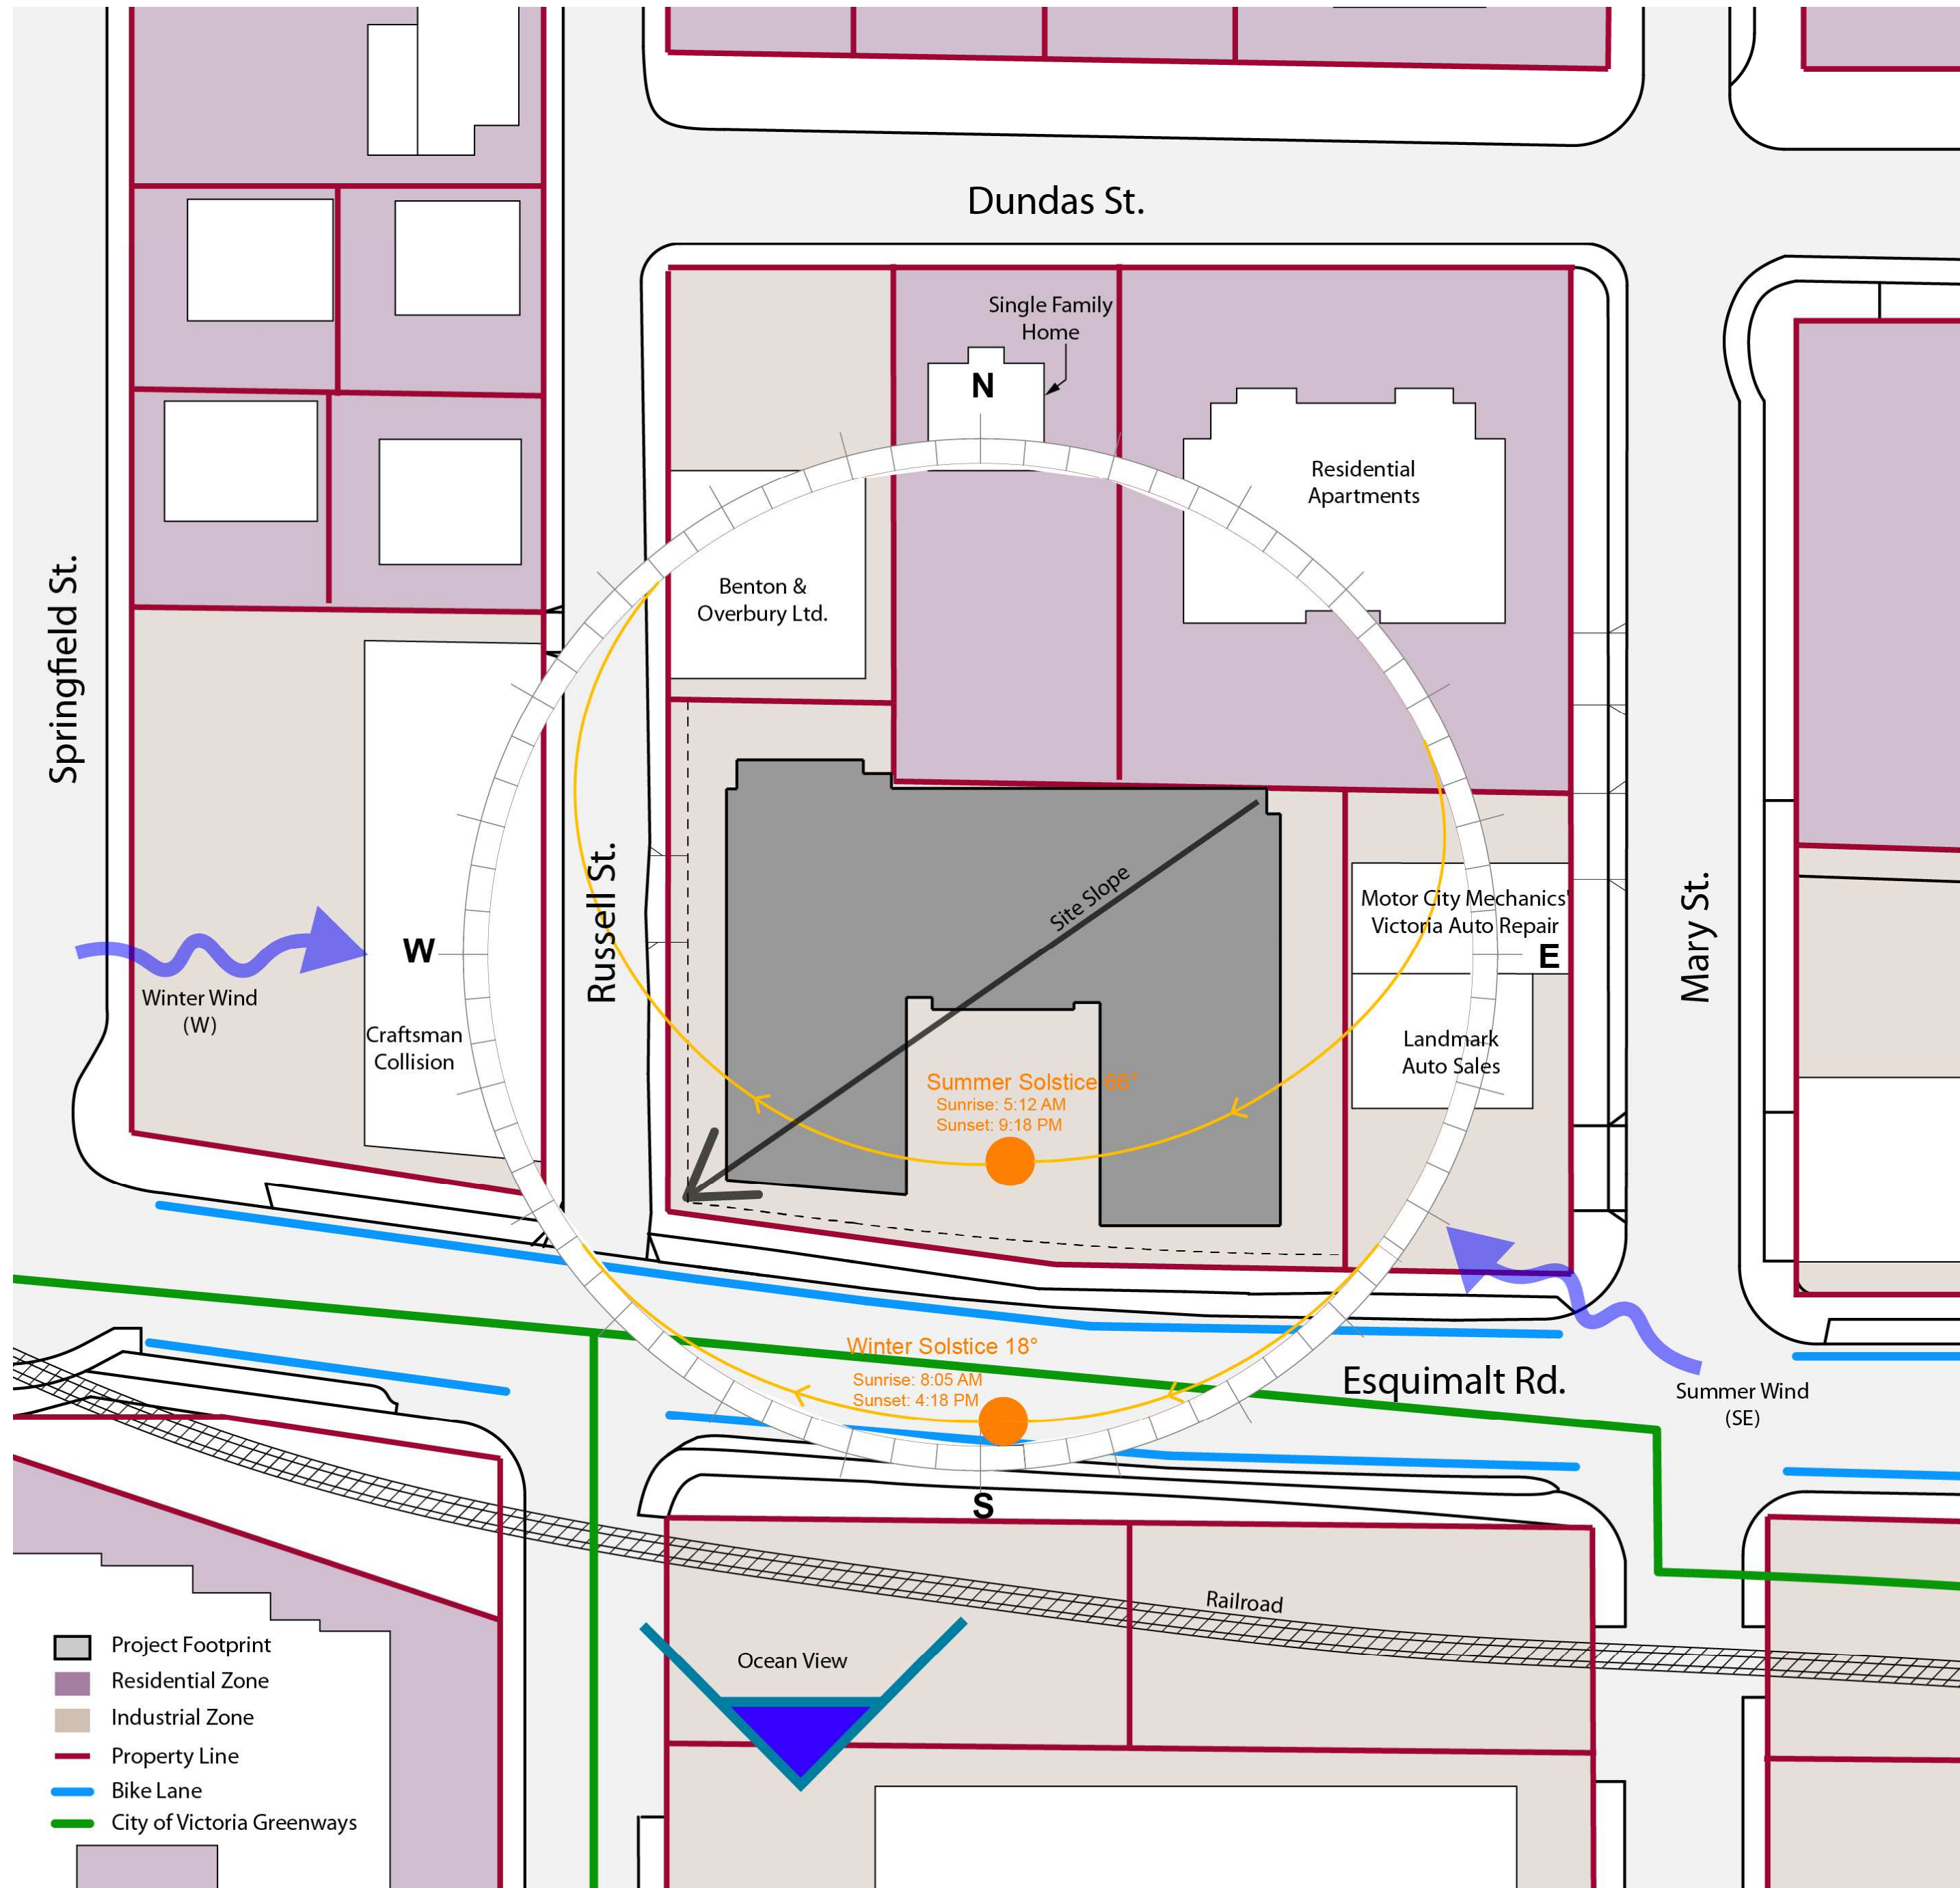 Dundas St.
Single Family
Home
N
Residential
Apartments
Benton &
Overbury Ltd.
Springfield St.
Russell St.
Site Slope
Motor City Mechanics'
Victoria Auto Repair
W
E
Mary St.
Winter Wind
(W)
Craftsman
Collision
Landmark
Auto Sales
Summer Solstice 66°
Sunrise: 5:12 AM
Sunset: 9:18 PM
Winter Solstice 18°
Sunrise: 8:05 AM
Sunset: 4:18 PM
Esquimalt Rd.
Summer Wind
(SE)
S
Railroad
Ocean View
Project Footprint
Residential Zone
Industrial Zone
Property Line
Bike Lane
City of Victoria Greenways